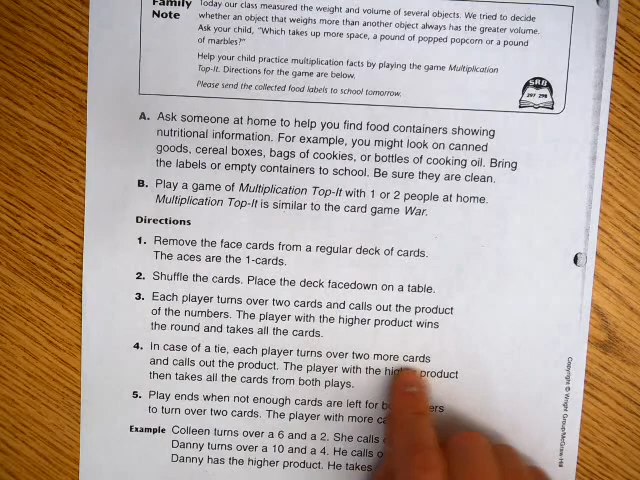 Family
Note
Today our class measured the weight and volume of several objects. We tried to decide
whether an object that weighs more than another object always has the greater volume.
Ask your child, "Which takes up more space, a pound of popped popcorn or a pound
of marbles?"
Help your child practice multiplication facts by playing the game Multiplication
Top-It. Directions for the game are below.
Please send the collected food labels to school tomorrow.
SRB
297 298
A. Ask someone at home to help you find food containers showing
nutritional information. For example, you might look on canned
goods, cereal boxes, bags of cookies, or bottles of cooking oil. Bring
the labels or empty containers to school. Be sure they are clean.
B. Play a game of Multiplication Top-It with 1 or 2 people at home.
Multiplication Top-It is similar to the card game War.
Directions
1. Remove the face cards from a regular deck of cards.
The aces are the 1-cards.
2. Shuffle the cards. Place the deck facedown on a table.
3. Each player turns over two cards and calls out the product
of the numbers. The player with the higher product wins
the round and takes all the cards.
4. In case of a tie, each player turns over two more cards
and calls out the product. The player with the higher product
then takes all the cards from both plays.
5. Play ends when not enough cards are left for
to turn over two cards. The player with more
Example Colleen turns over a 6 and a 2. She calls
Danny turns over a 10 and a 4. He calls
Danny has the higher product. He takes
Copyright © Wright Group/McGraw-Hill